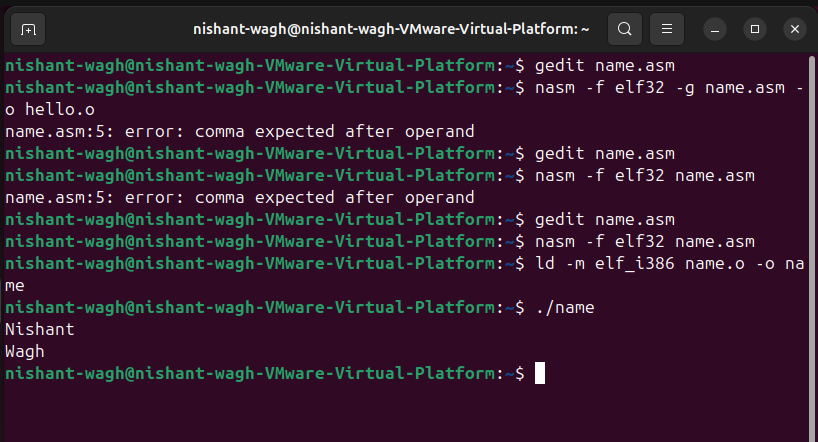 nishant-wagh@nishant-wagh-VMware-Virtual-Platform: ~
nishant-wagh@nishant-wagh-VMware-Virtual-Platform:~$ gedit name.asm
nishant-wagh@nishant-wagh-VMware-Virtual-Platform:~$ nasm -f elf32 -g name.asm -
o hello.o
name.asm:5: error: comma expected after operand
nishant-wagh@nishant-wagh-VMware-Virtual-Platform:~$ gedit name.asm
nishant-wagh@nishant-wagh-VMware-Virtual-Platform:~$ nasm -f elf32 name.asm
name.asm:5: error: comma expected after operand
nishant-wagh@nishant-wagh-VMware-Virtual-Platform:~$ gedit name.asm
nishant-wagh@nishant-wagh-VMware-Virtual-Platform:~$ nasm -f elf32 name.asm
nishant-wagh@nishant-wagh-VMware-Virtual-Platform:~$ ld -m elf_i386 name.o -o na
me
nishant-wagh@nishant-wagh-VMware-Virtual-Platform:~$ ./name
Nishant
Wagh
nishant-wagh@nishant-wagh-VMware-Virtual-Platform:~$